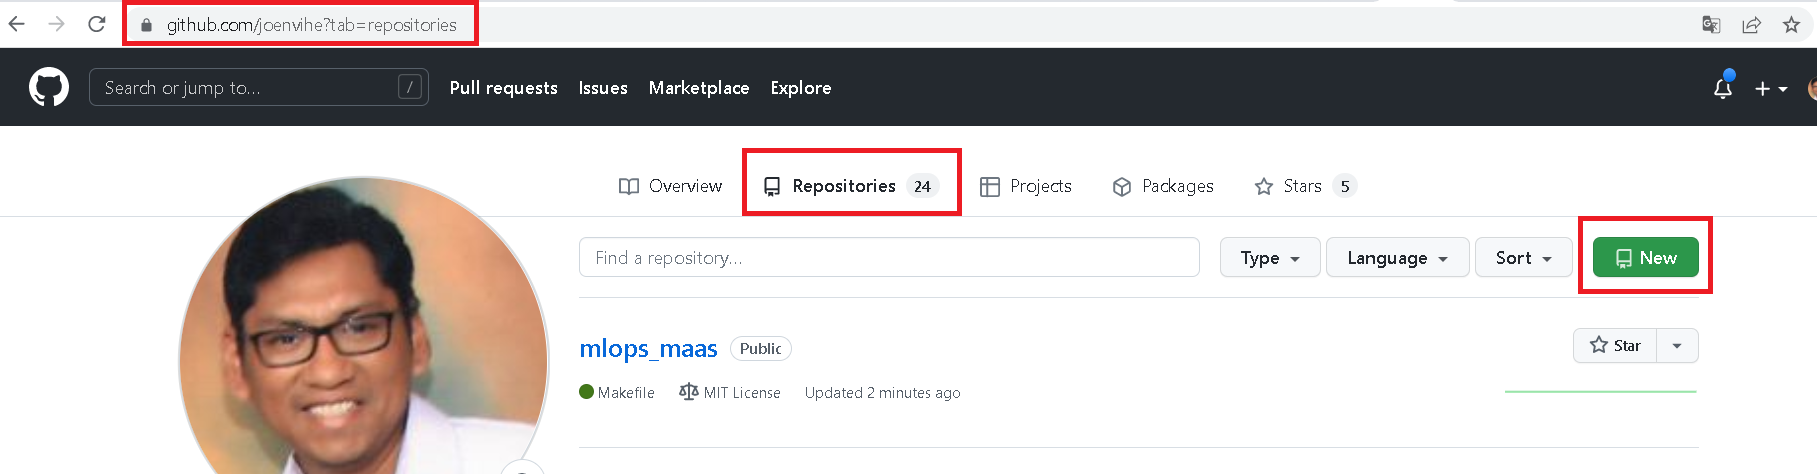 github.com/joenvihe?tab=repositories
Search or jump to... / Pull requests Issues Marketplace Explore
Overview Repositories 24 Projects Packages Stars 5
Find a repository... Type Language Sort New
mlops_maas Public Star
Makefile MIT License Updated 2 minutes ago